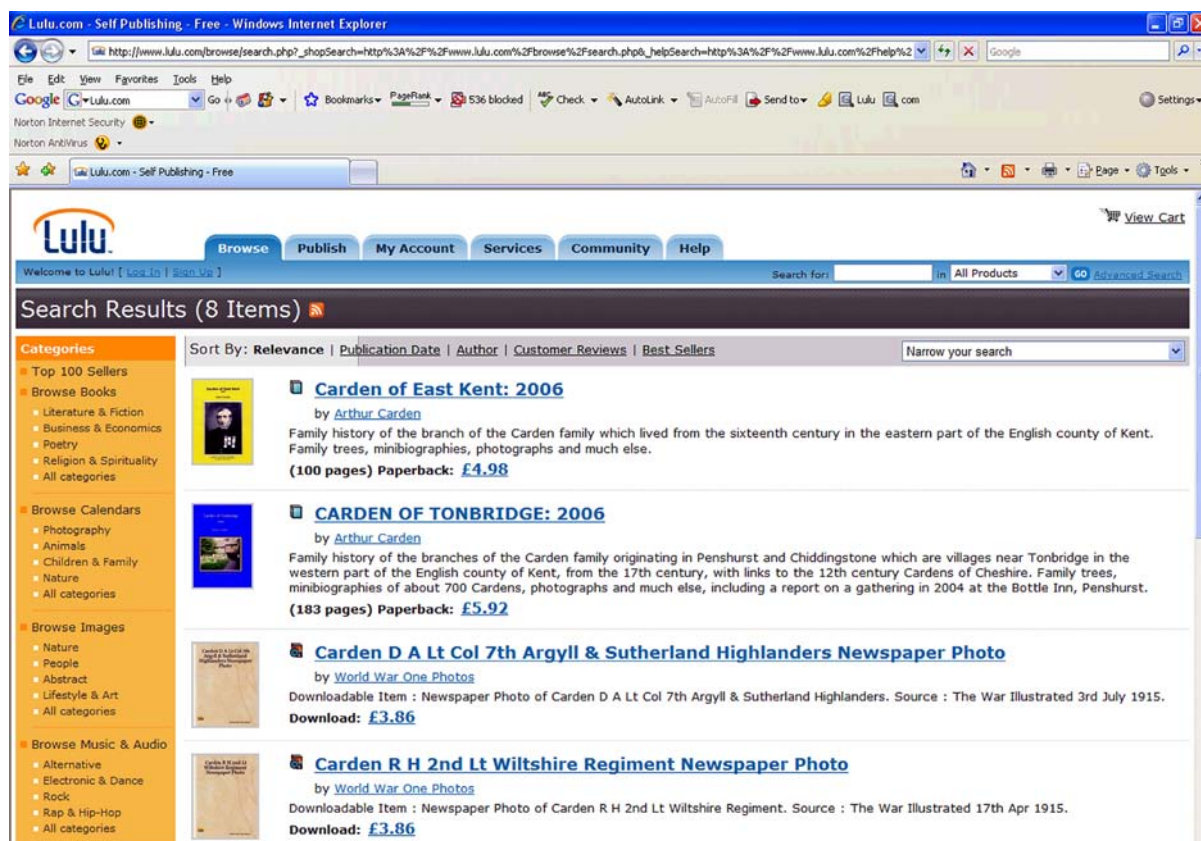 Lulu.com - Self Publishing - Free - Windows Internet Explorer
http://www.lulu.com/browse/search.php?_shopSearch=http%3A%2F%2Fwww.lulu.com%2Fbrowse%2Fsearch.php&_helpSearch=http%3A%2F%2Fwww.lulu.com%2Fhelp%2 Google
File Edit View Favorites Tools Help
Google Lulu.com Go Bookmarks PageRank 536 blocked Check AutoLink AutoFill Send to Lulu com Settings
Norton Internet Security
Norton AntiVirus
Lulu.com - Self Publishing - Free Page Tools
View Cart
Lulu
Browse Publish My Account Services Community Help
Welcome to Lulu! [ Log In | Sign Up ] Search for: in All Products GO Advanced Search
Search Results (8 Items)
Categories
Top 100 Sellers
Browse Books
Literature & Fiction
Business & Economics
Poetry
Religion & Spirituality
All categories
Browse Calendars
Photography
Animals
Children & Family
Nature
All categories
Browse Images
Nature
People
Abstract
Lifestyle & Art
All categories
Browse Music & Audio
Alternative
Electronic & Dance
Rock
Rap & Hip-Hop
All categories
Sort By: Relevance | Publication Date | Author | Customer Reviews | Best Sellers Narrow your search
Carden of East Kent: 2006
by Arthur Carden
Family history of the branch of the Carden family which lived from the sixteenth century in the eastern part of the English county of Kent.
Family trees, minibiographies, photographs and much else.
(100 pages) Paperback: £4.98
CARDEN OF TONBRIDGE: 2006
by Arthur Carden
Family history of the branches of the Carden family originating in Penshurst and Chiddingstone which are villages near Tonbridge in the
western part of the English county of Kent, from the 17th century, with links to the 12th century Cardens of Cheshire. Family trees,
minibiographies of about 700 Cardens, photographs and much else, including a report on a gathering in 2004 at the Bottle Inn, Penshurst.
(183 pages) Paperback: £5.92
Carden D A Lt Col 7th Argyll & Sutherland Highlanders Newspaper Photo
by World War One Photos
Downloadable Item : Newspaper Photo of Carden D A Lt Col 7th Argyll & Sutherland Highlanders. Source : The War Illustrated 3rd July 1915.
Download: £3.86
Carden R H 2nd Lt Wiltshire Regiment Newspaper Photo
by World War One Photos
Downloadable Item : Newspaper Photo of Carden R H 2nd Lt Wiltshire Regiment. Source : The War Illustrated 17th Apr 1915.
Download: £3.86